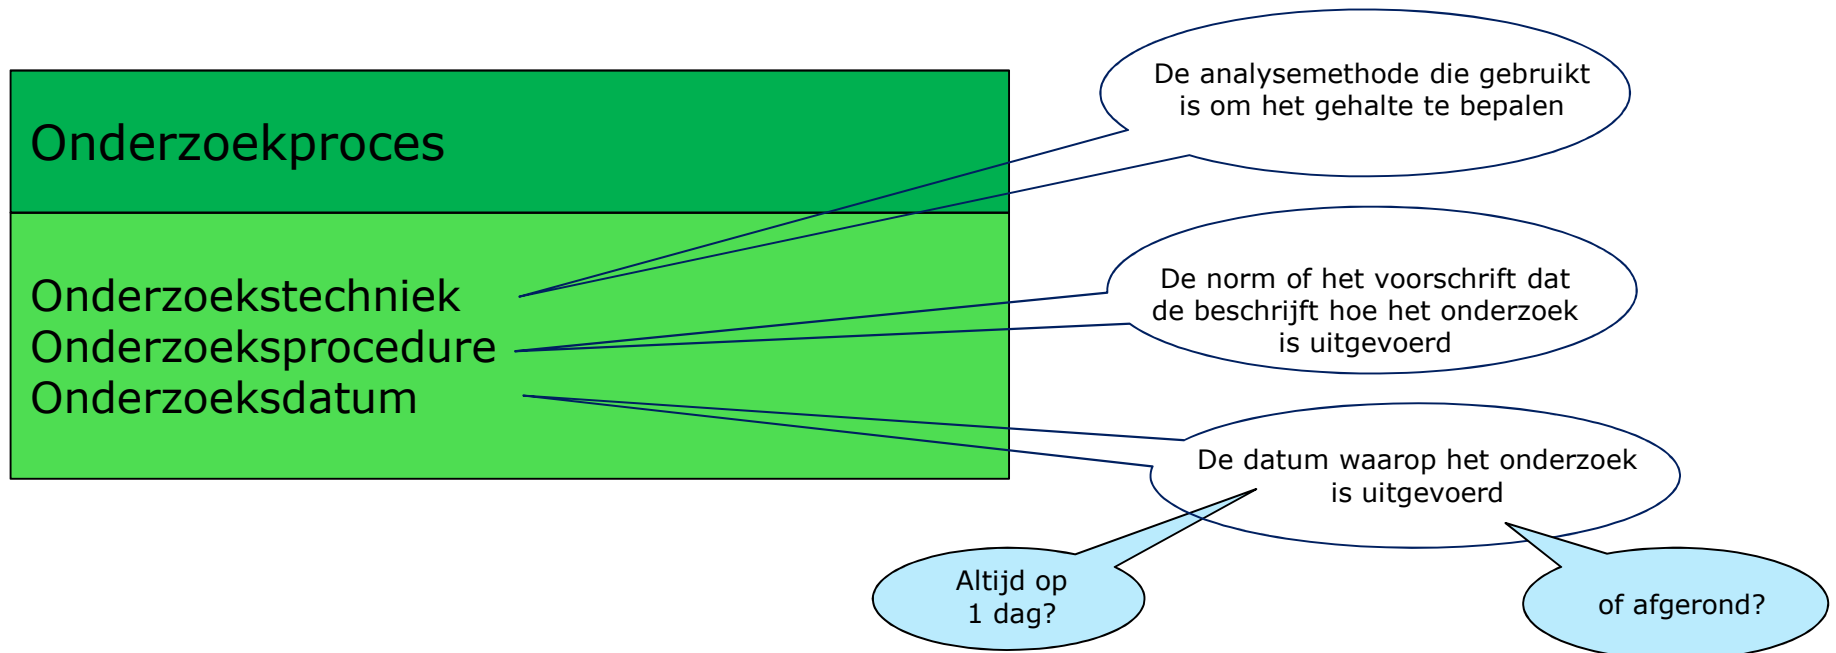 Onderzoekproces
Onderzoekstechniek
Onderzoeksprocedure
Onderzoeksdatum
De analysemethode die gebruikt
is om het gehalte te bepalen
De norm of het voorschrift dat
de beschrijft hoe het onderzoek
is uitgevoerd
De datum waarop het onderzoek
is uitgevoerd
Altijd op
1 dag?
of afgerond?